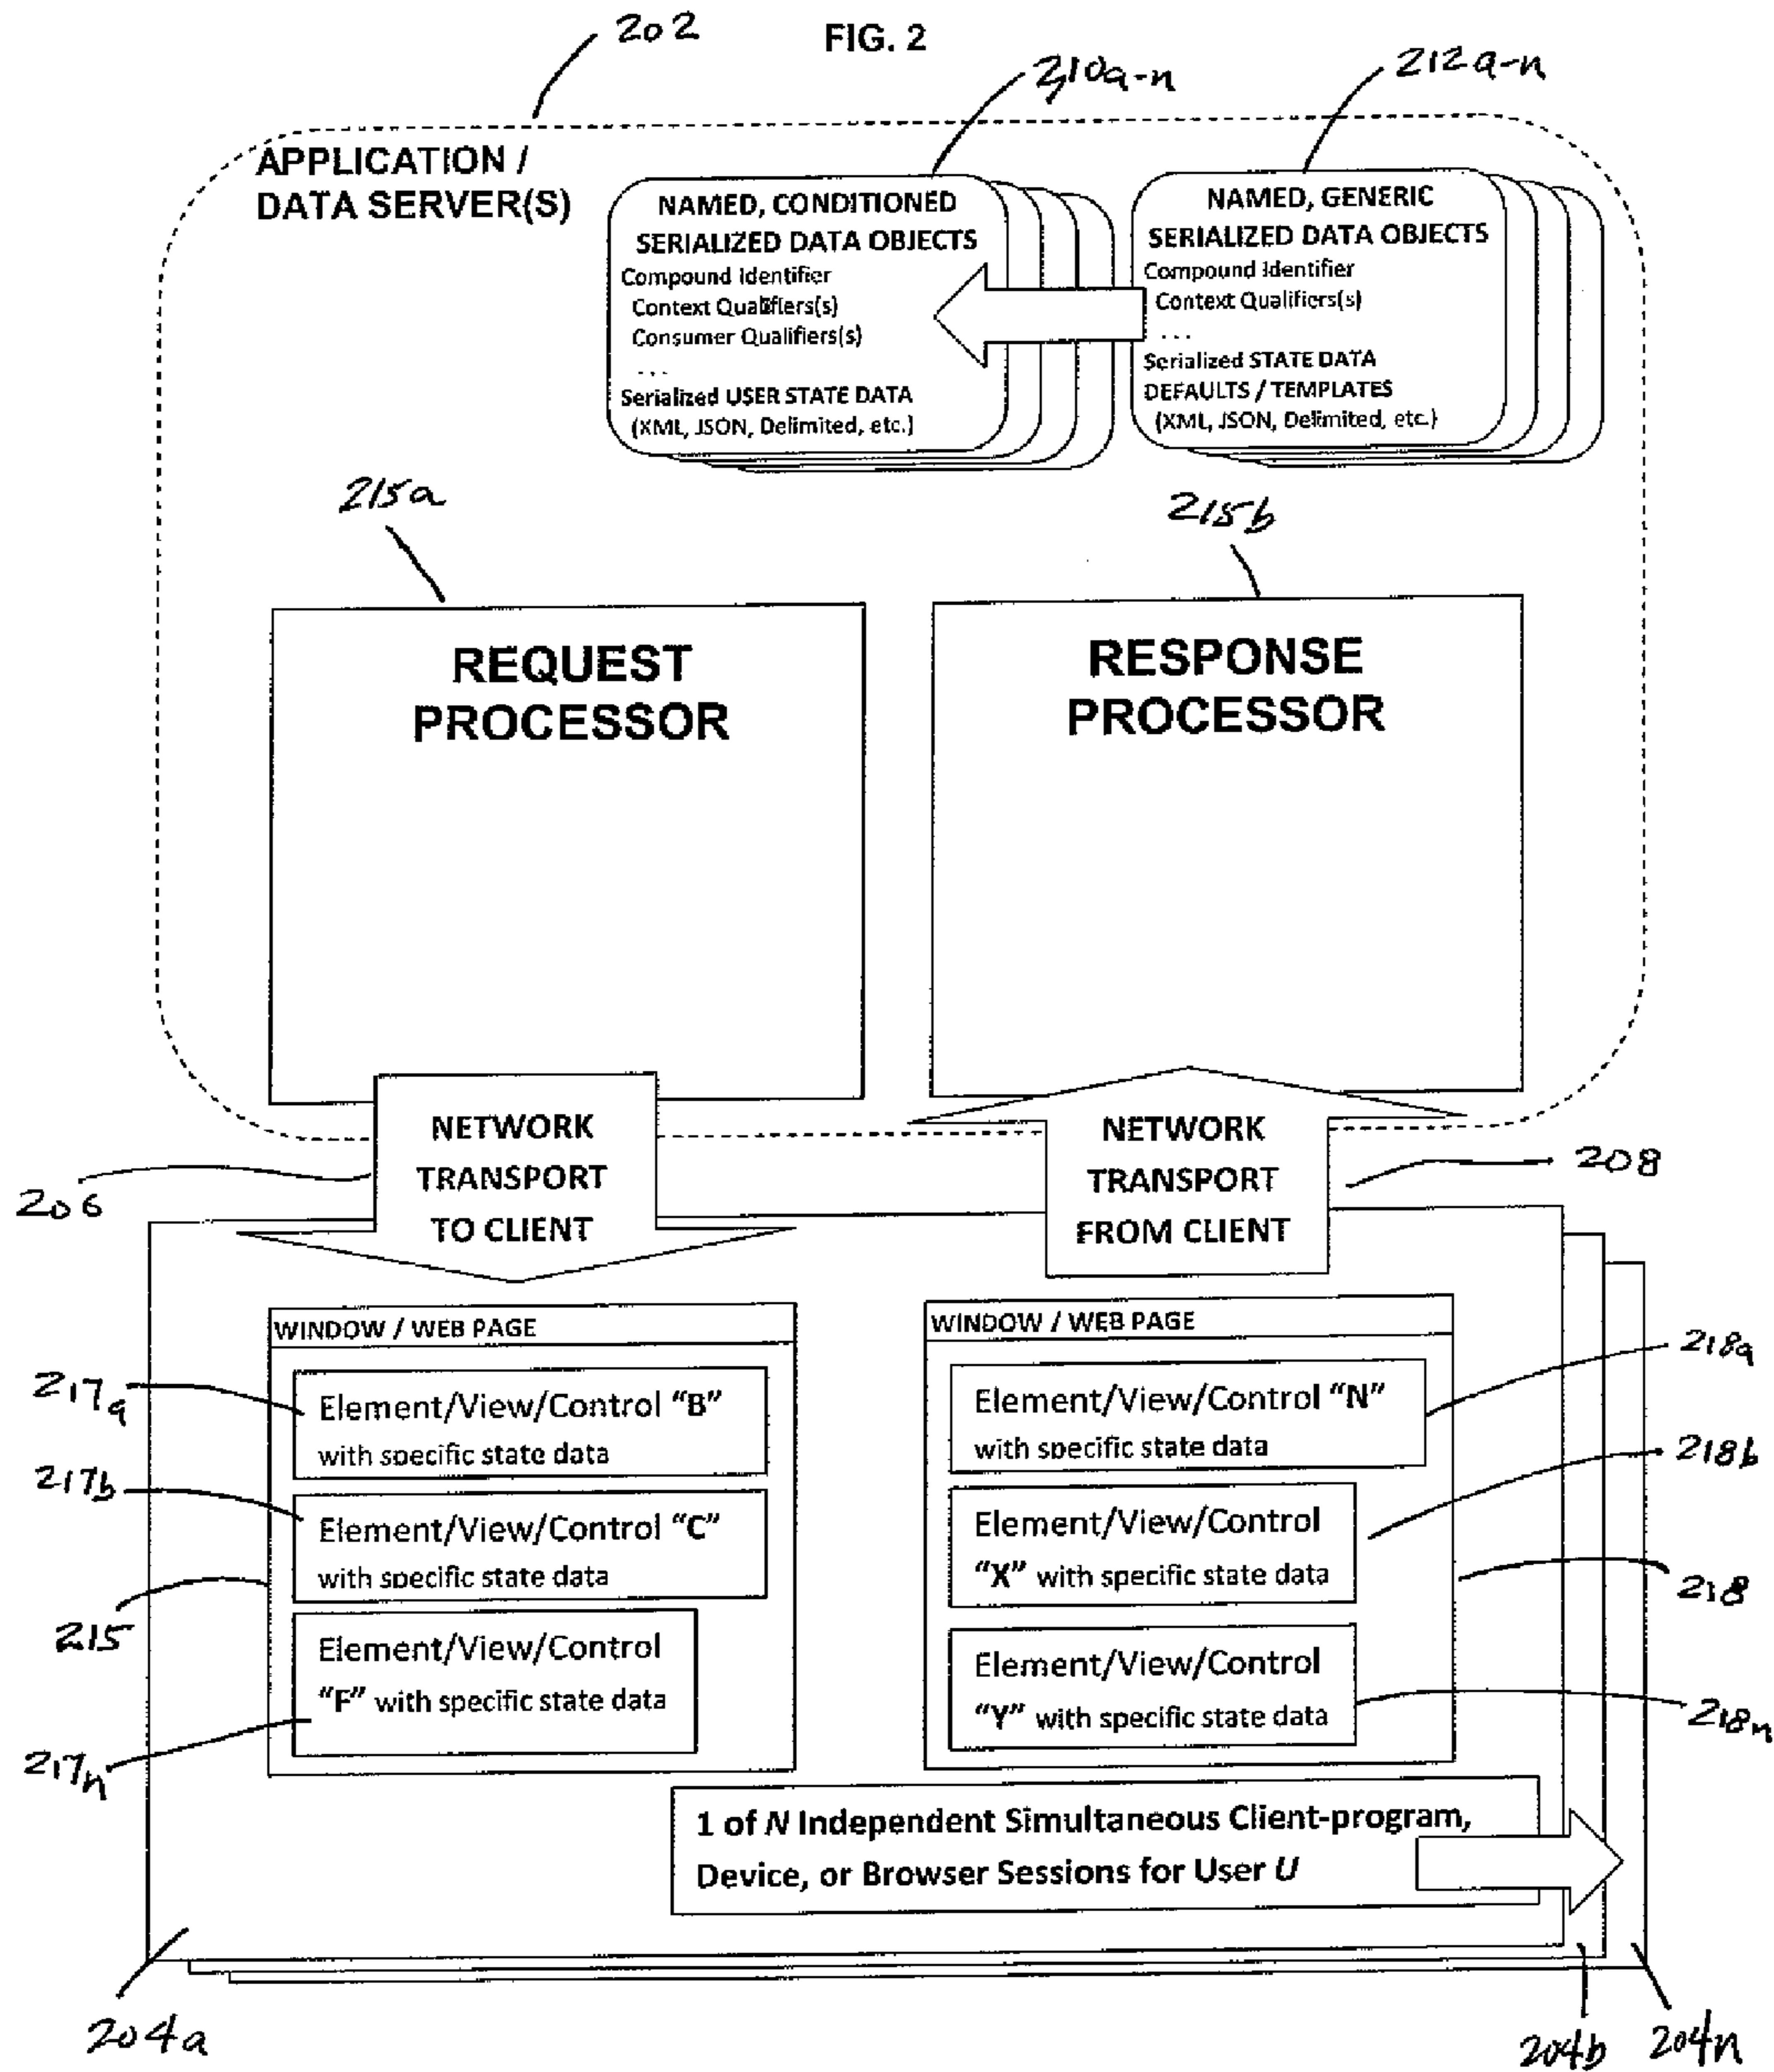 202
FIG. 2
210a-n
212a-n
APPLICATION /
DATA SERVER(S)
NAMED, CONDITIONED
SERIALIZED DATA OBJECTS
Compound Identifier
Context Qualifiers(s)
Consumer Qualifiers(s)
...
Serialized USER STATE DATA
(XML, JSON, Delimited, etc.)
NAMED, GENERIC
SERIALIZED DATA OBJECTS
Compound Identifier
Context Qualifiers(s)
...
Serialized STATE DATA
DEFAULTS / TEMPLATES
(XML, JSON, Delimited, etc.)
215a
215b
REQUEST
PROCESSOR
RESPONSE
PROCESSOR
NETWORK
TRANSPORT
TO CLIENT
NETWORK
TRANSPORT
FROM CLIENT
206
208
WINDOW / WEB PAGE
Element/View/Control “B”
with specific state data
Element/View/Control “C”
with specific state data
Element/View/Control
“F” with specific state data
217a
217b
215
217n
WINDOW / WEB PAGE
Element/View/Control “N”
with specific state data
Element/View/Control
“X” with specific state data
Element/View/Control
“Y” with specific state data
218a
218b
218
218n
1 of N Independent Simultaneous Client-program,
Device, or Browser Sessions for User U
204a
204b
204n